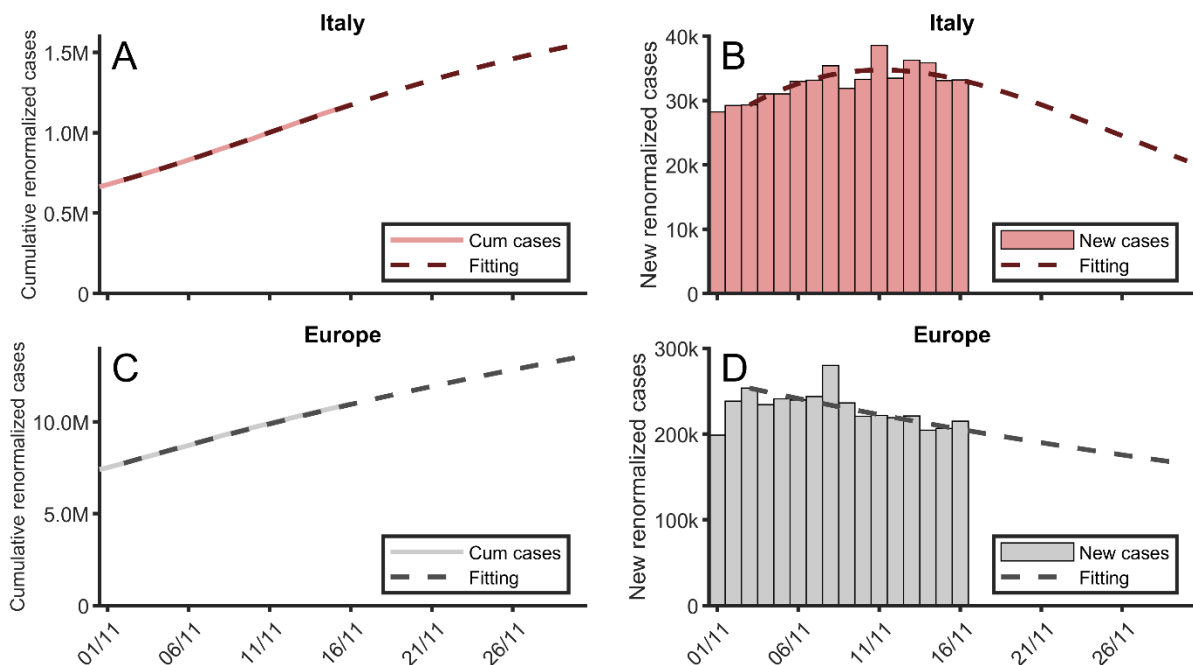 Italy
A
Cumulative renormalized cases
1.5M
1.0M
0.5M
0
Cum cases
Fitting
Italy
B
New renormalized cases
40k
30k
20k
10k
0
New cases
Fitting
Europe
C
Cumulative renormalized cases
10.0M
5.0M
0
Cum cases
Fitting
01/11
06/11
11/11
16/11
21/11
26/11
Europe
D
New renormalized cases
300k
200k
100k
0
New cases
Fitting
01/11
06/11
11/11
16/11
21/11
26/11